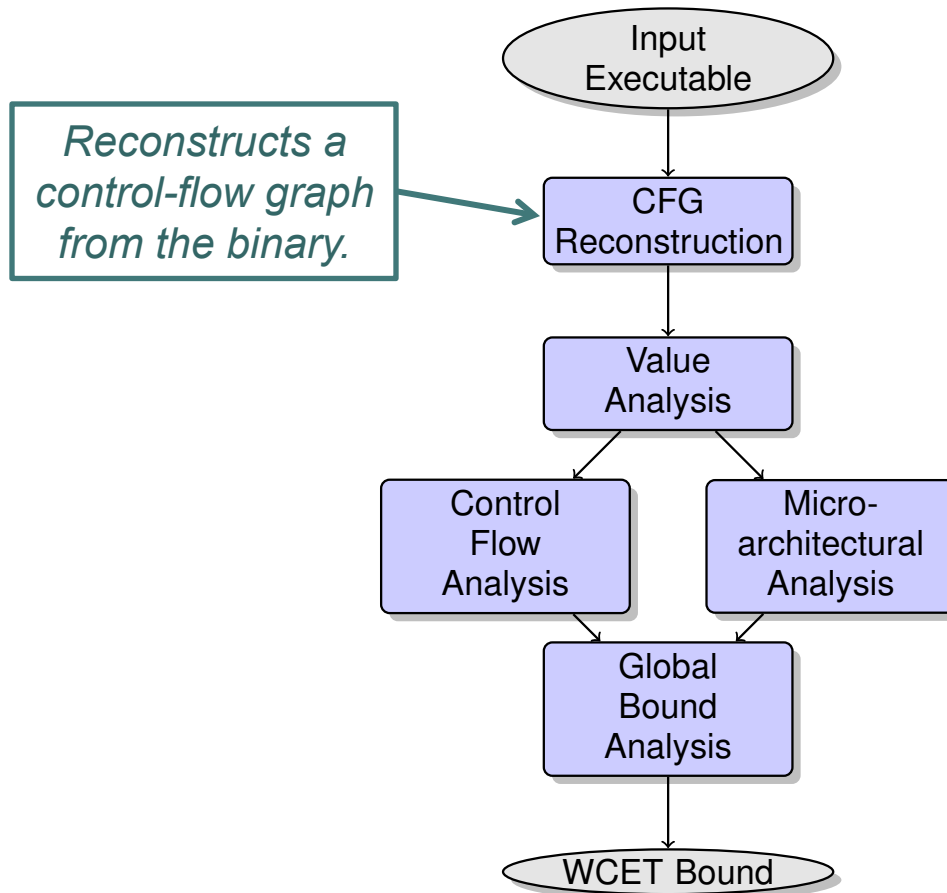 Input
Executable
Reconstructs a
control-flow graph
from the binary.
CFG
Reconstruction
Value
Analysis
Control
Flow
Analysis
Micro-
architectural
Analysis
Global
Bound
Analysis
WCET Bound